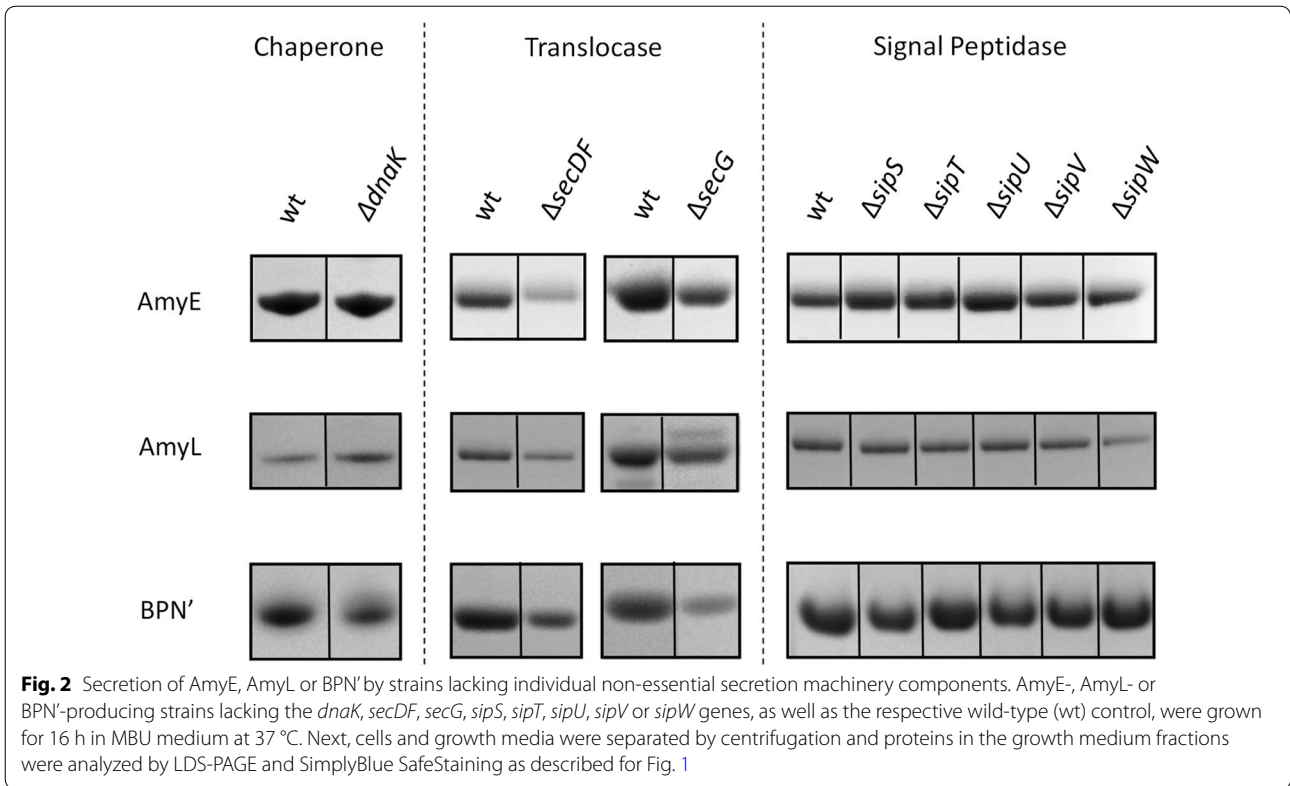 Chaperone Translocase Signal Peptidase
wt ΔdnaK wt ΔsecDF wt ΔsecG wt ΔsipS ΔsipT ΔsipU ΔsipV ΔsipW
AmyE
AmyL
BPN'
Fig. 2 Secretion of AmyE, AmyL or BPN' by strains lacking individual non-essential secretion machinery components. AmyE-, AmyL- or
BPN'-producing strains lacking the dnaK, secDF, secG, sipS, sipT, sipU, sipV or sipW genes, as well as the respective wild-type (wt) control, were grown
for 16 h in MBU medium at 37 °C. Next, cells and growth media were separated by centrifugation and proteins in the growth medium fractions
were analyzed by LDS-PAGE and SimplyBlue SafeStaining as described for Fig. 1